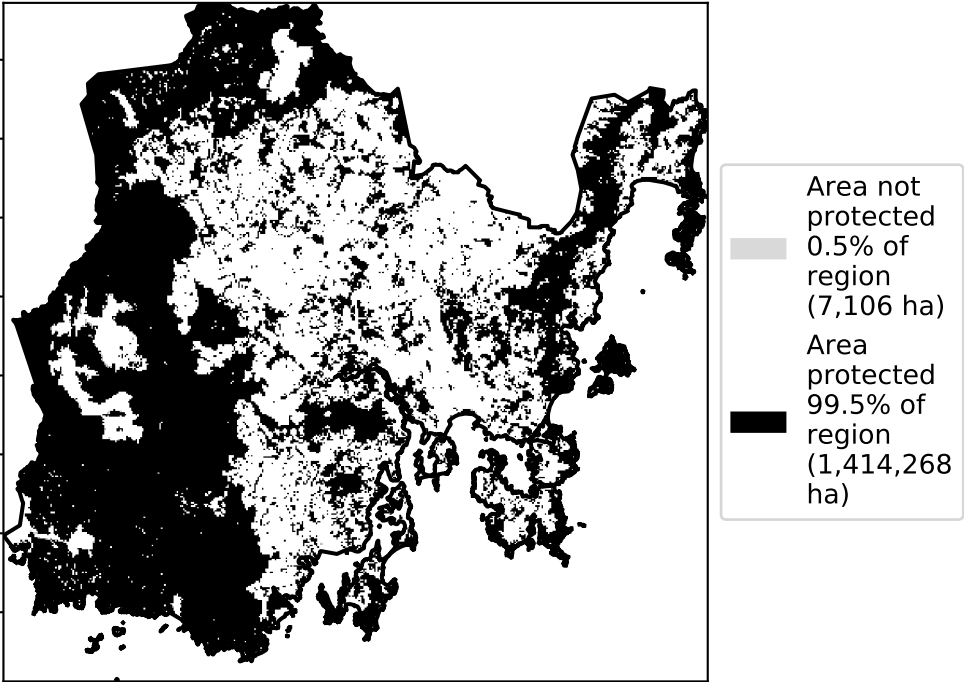 Area not
protected
0.5% of
region
(7,106 ha)
Area
protected
99.5% of
region
(1,414,268
ha)